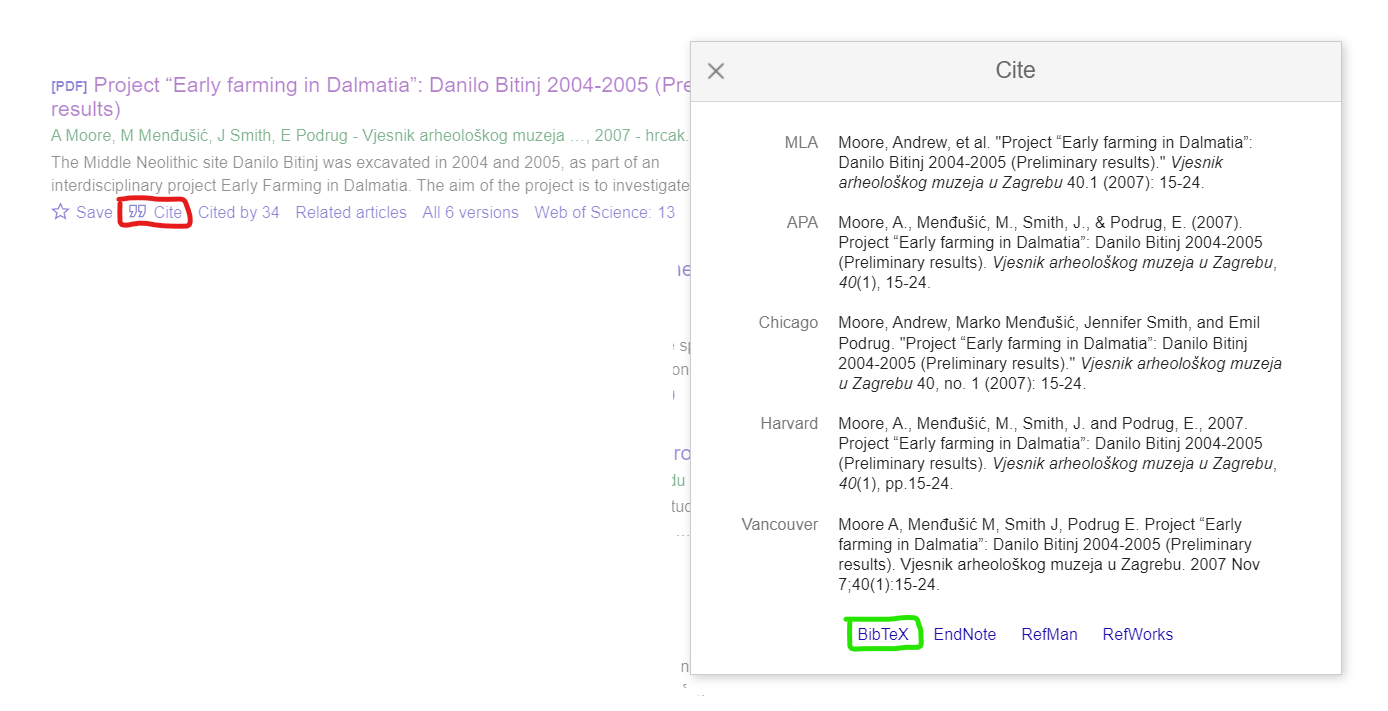 [PDF] Project “Early farming in Dalmatia”: Danilo Bitinj 2004-2005 (Pre
results)
A Moore, M Menđušić, J Smith, E Podrug - Vjesnik arheološkog muzeja …, 2007 - hrcak.
The Middle Neolithic site Danilo Bitinj was excavated in 2004 and 2005, as part of an
interdisciplinary project Early Farming in Dalmatia. The aim of the project is to investigate
Save Cite Cited by 34 Related articles All 6 versions Web of Science: 13
Cite
MLA Moore, Andrew, et al. "Project “Early farming in Dalmatia”:
Danilo Bitinj 2004-2005 (Preliminary results)." Vjesnik
arheološkog muzeja u Zagrebu 40.1 (2007): 15-24.
APA Moore, A., Menđušić, M., Smith, J., & Podrug, E. (2007).
Project “Early farming in Dalmatia”: Danilo Bitinj 2004-2005
(Preliminary results). Vjesnik arheološkog muzeja u Zagrebu,
40(1), 15-24.
Chicago Moore, Andrew, Marko Menđušić, Jennifer Smith, and Emil
Podrug. "Project “Early farming in Dalmatia”: Danilo Bitinj
2004-2005 (Preliminary results)." Vjesnik arheološkog muzeja
u Zagrebu 40, no. 1 (2007): 15-24.
Harvard Moore, A., Menđušić, M., Smith, J. and Podrug, E., 2007.
Project “Early farming in Dalmatia”: Danilo Bitinj 2004-2005
(Preliminary results). Vjesnik arheološkog muzeja u Zagrebu,
40(1), pp.15-24.
Vancouver Moore A, Menđušić M, Smith J, Podrug E. Project “Early
farming in Dalmatia”: Danilo Bitinj 2004-2005 (Preliminary
results). Vjesnik arheološkog muzeja u Zagrebu. 2007 Nov
7;40(1):15-24.
BibTeX EndNote RefMan RefWorks